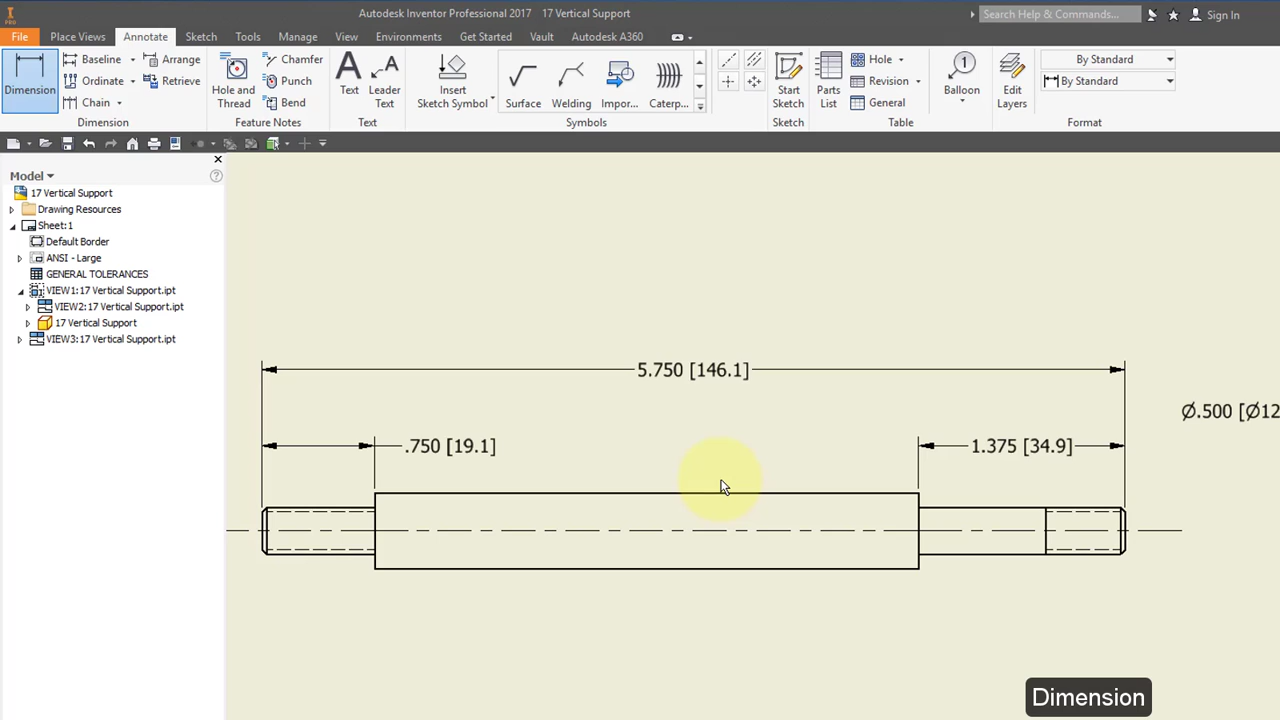 Autodesk Inventor Professional 2017 17 Vertical Support
Search Help & Commands...
Sign In
PRO
File Place Views Annotate Sketch Tools Manage View Environments Get Started Vault Autodesk A360
Dimension
Baseline
Ordinate
Chain
Arrange
Retrieve
Dimension
Hole and
Thread
Chamfer
Punch
Bend
Feature Notes
Text
Leader
Text
Text
Insert
Sketch Symbol
Surface
Welding
Impor...
Caterp...
Symbols
Start
Sketch
Sketch
Parts
List
Hole
Revision
General
Table
Balloon
1
Edit
Layers
By Standard
By Standard
Format
Model
17 Vertical Support
Drawing Resources
Sheet:1
Default Border
ANSI - Large
GENERAL TOLERANCES
VIEW1:17 Vertical Support.ipt
VIEW2:17 Vertical Support.ipt
17 Vertical Support
VIEW3:17 Vertical Support.ipt
5.750 [146.1]
Ø.500 [Ø12
.750 [19.1]
1.375 [34.9]
Dimension